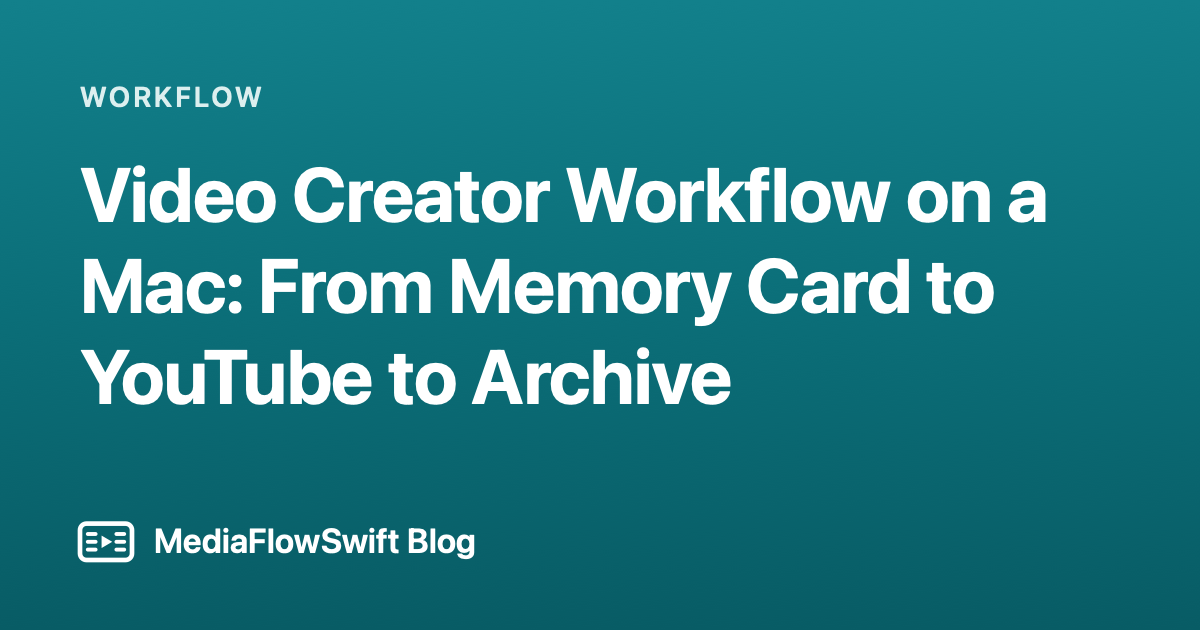 WORKFLOW
Video Creator Workflow on a
Mac: From Memory Card to
YouTube to Archive
MediaFlowSwift Blog